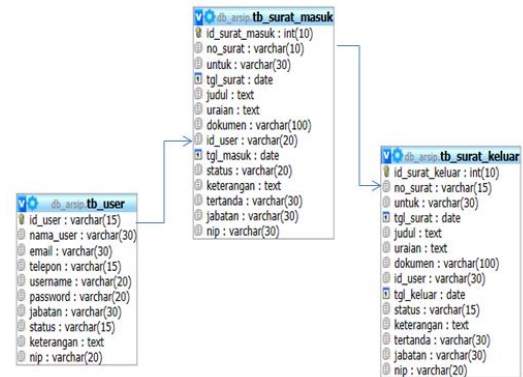 db_arsip.tb_surat_masuk
id_surat_masuk : int(10)
no_surat : varchar(10)
untuk : varchar(30)
tgl_surat : date
judul : text
uraian : text
dokumen : varchar(100)
id_user : varchar(20)
tgl_masuk : date
status : varchar(20)
keterangan : text
tertanda : varchar(30)
jabatan : varchar(30)
nip : varchar(30)
db_arsip.tb_user
id_user : varchar(15)
nama_user : varchar(30)
email : varchar(30)
telepon : varchar(15)
username : varchar(20)
password : varchar(20)
jabatan : varchar(30)
status : varchar(15)
keterangan : text
nip : varchar(20)
db_arsip.tb_surat_keluar
id_surat_keluar : int(10)
no_surat : varchar(15)
untuk : varchar(30)
tgl_surat : date
judul : text
uraian : text
dokumen : varchar(100)
id_user : varchar(30)
tgl_keluar : date
status : varchar(15)
keterangan : text
tertanda : varchar(30)
jabatan : varchar(30)
nip : varchar(20)